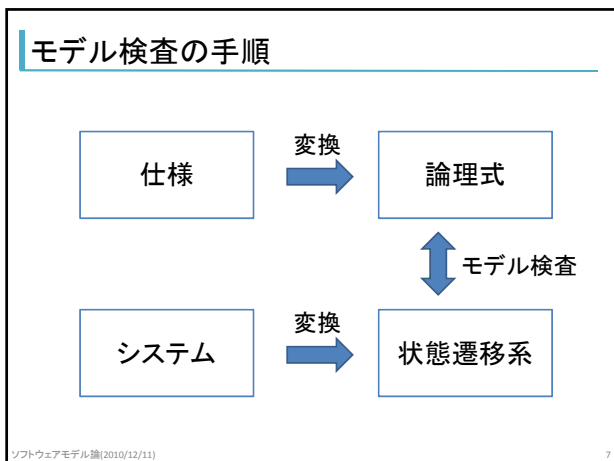 モデル検査の手順
変換
仕様
論理式
モデル検査
変換
システム
状態遷移系
ソフトウェアモデル論(2010/12/11)
7